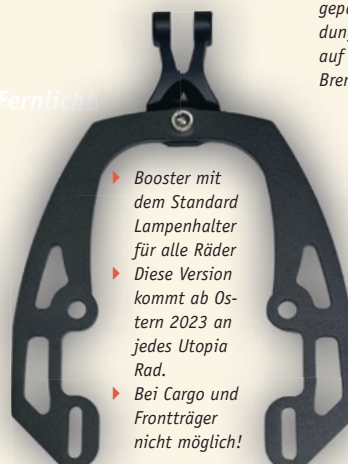 Fernlicht
Booster mit
dem Standard
Lampenhalter
für alle Räder
Diese Version
kommt ab Os-
tern 2023 an
jedes Utopia
Rad.
Bei Cargo und
Frontträger
nicht möglich!
auf